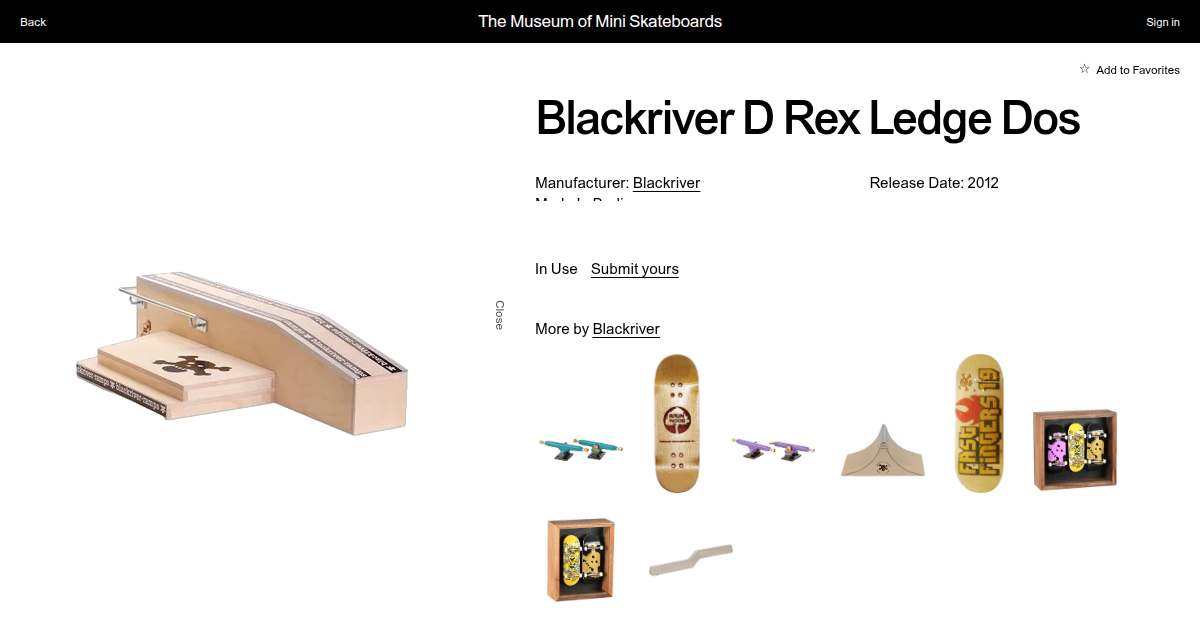 Back
The Museum of Mini Skateboards
Sign in
☆ Add to Favorites
Blackriver D Rex Ledge Dos
Manufacturer: Blackriver
Release Date: 2012
In Use
Submit yours
Close
More by Blackriver
FAST
FINGERS 19